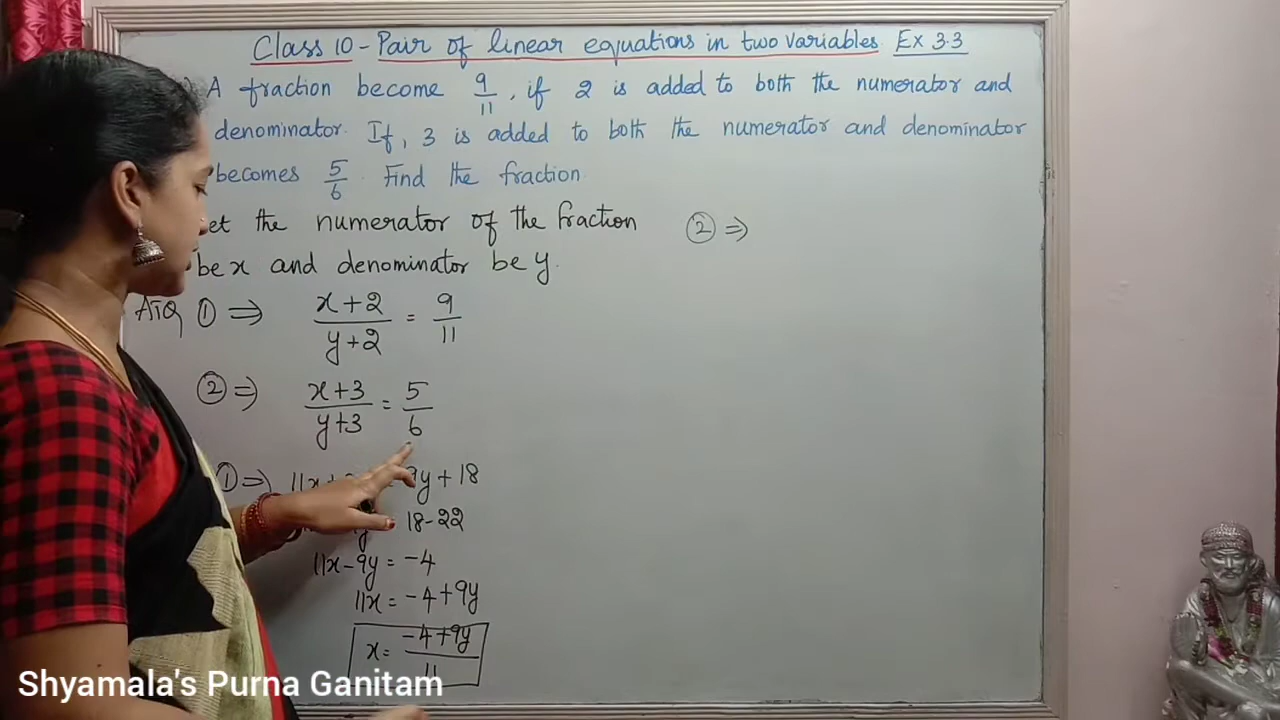 Class 10 - Pair of linear equations in two variables Ex 3.3
A fraction become 9/11, if 2 is added to both the numerator and
denominator. If, 3 is added to both the numerator and denominator
becomes 5/6. Find the fraction.
the numerator of the fraction
be x and denominator be y.
ATQ ① ⇒ x+2/y+2 = 9/11
② ⇒ x+3/y+3 = 5/6
① ⇒ 9y + 18
18-22
11x - 9y = -4
11x = -4 + 9y
x = -4+9y/11
② ⇒
Shyamala's Purna Ganitam